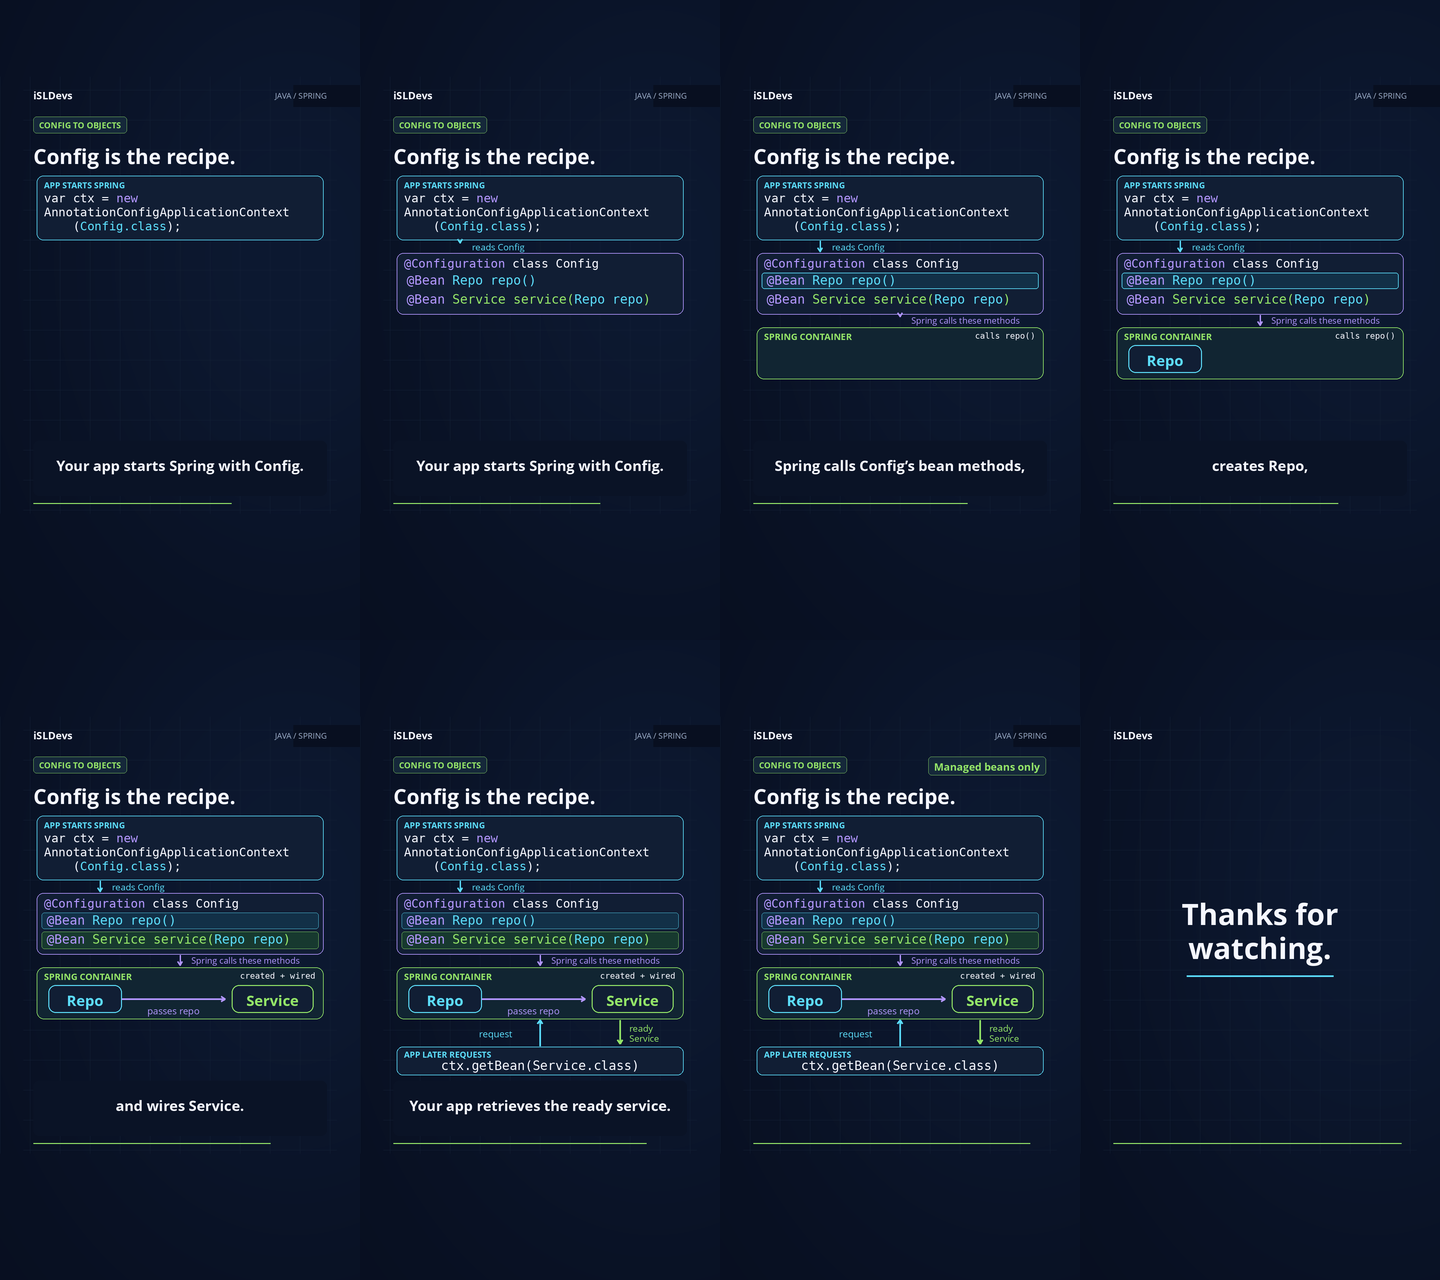 iSLDevs
JAVA / SPRING
CONFIG TO OBJECTS
Config is the recipe.
APP STARTS SPRING
var ctx = new
AnnotationConfigApplicationContext
(Config.class);
Your app starts Spring with Config.
iSLDevs
JAVA / SPRING
CONFIG TO OBJECTS
Config is the recipe.
APP STARTS SPRING
var ctx = new
AnnotationConfigApplicationContext
(Config.class);
reads Config
@Configuration class Config
@Bean Repo repo()
@Bean Service service(Repo repo)
Your app starts Spring with Config.
iSLDevs
JAVA / SPRING
CONFIG TO OBJECTS
Config is the recipe.
APP STARTS SPRING
var ctx = new
AnnotationConfigApplicationContext
(Config.class);
reads Config
@Configuration class Config
@Bean Repo repo()
@Bean Service service(Repo repo)
Spring calls these methods
SPRING CONTAINER
calls repo()
Spring calls Config’s bean methods,
iSLDevs
JAVA / SPRING
CONFIG TO OBJECTS
Config is the recipe.
APP STARTS SPRING
var ctx = new
AnnotationConfigApplicationContext
(Config.class);
reads Config
@Configuration class Config
@Bean Repo repo()
@Bean Service service(Repo repo)
Spring calls these methods
SPRING CONTAINER
calls repo()
Repo
creates Repo,
iSLDevs
JAVA / SPRING
CONFIG TO OBJECTS
Config is the recipe.
APP STARTS SPRING
var ctx = new
AnnotationConfigApplicationContext
(Config.class);
reads Config
@Configuration class Config
@Bean Repo repo()
@Bean Service service(Repo repo)
Spring calls these methods
SPRING CONTAINER
created + wired
Repo
passes repo
Service
and wires Service.
iSLDevs
JAVA / SPRING
CONFIG TO OBJECTS
Config is the recipe.
APP STARTS SPRING
var ctx = new
AnnotationConfigApplicationContext
(Config.class);
reads Config
@Configuration class Config
@Bean Repo repo()
@Bean Service service(Repo repo)
Spring calls these methods
SPRING CONTAINER
created + wired
Repo
passes repo
Service
request
ready
Service
APP LATER REQUESTS
ctx.getBean(Service.class)
Your app retrieves the ready service.
iSLDevs
JAVA / SPRING
CONFIG TO OBJECTS
Managed beans only
Config is the recipe.
APP STARTS SPRING
var ctx = new
AnnotationConfigApplicationContext
(Config.class);
reads Config
@Configuration class Config
@Bean Repo repo()
@Bean Service service(Repo repo)
Spring calls these methods
SPRING CONTAINER
created + wired
Repo
passes repo
Service
request
ready
Service
APP LATER REQUESTS
ctx.getBean(Service.class)
iSLDevs
Thanks for
watching.